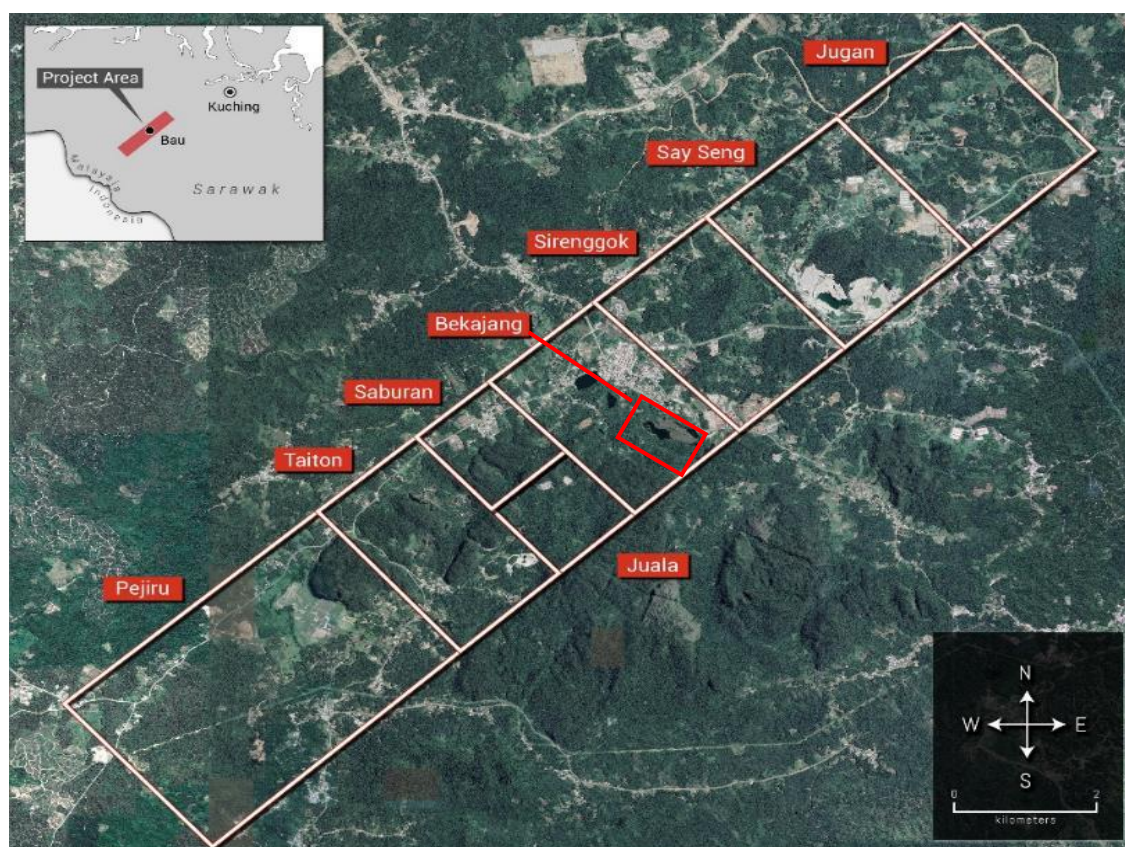 Project Area
Kuching
Bau
Malaysia
Indonesia
Sarawak
Jugan
Say Seng
Sirenggok
Bekajang
Saburan
Taiton
Pejiru
Juala
N
W E
S
0 2
kilometers